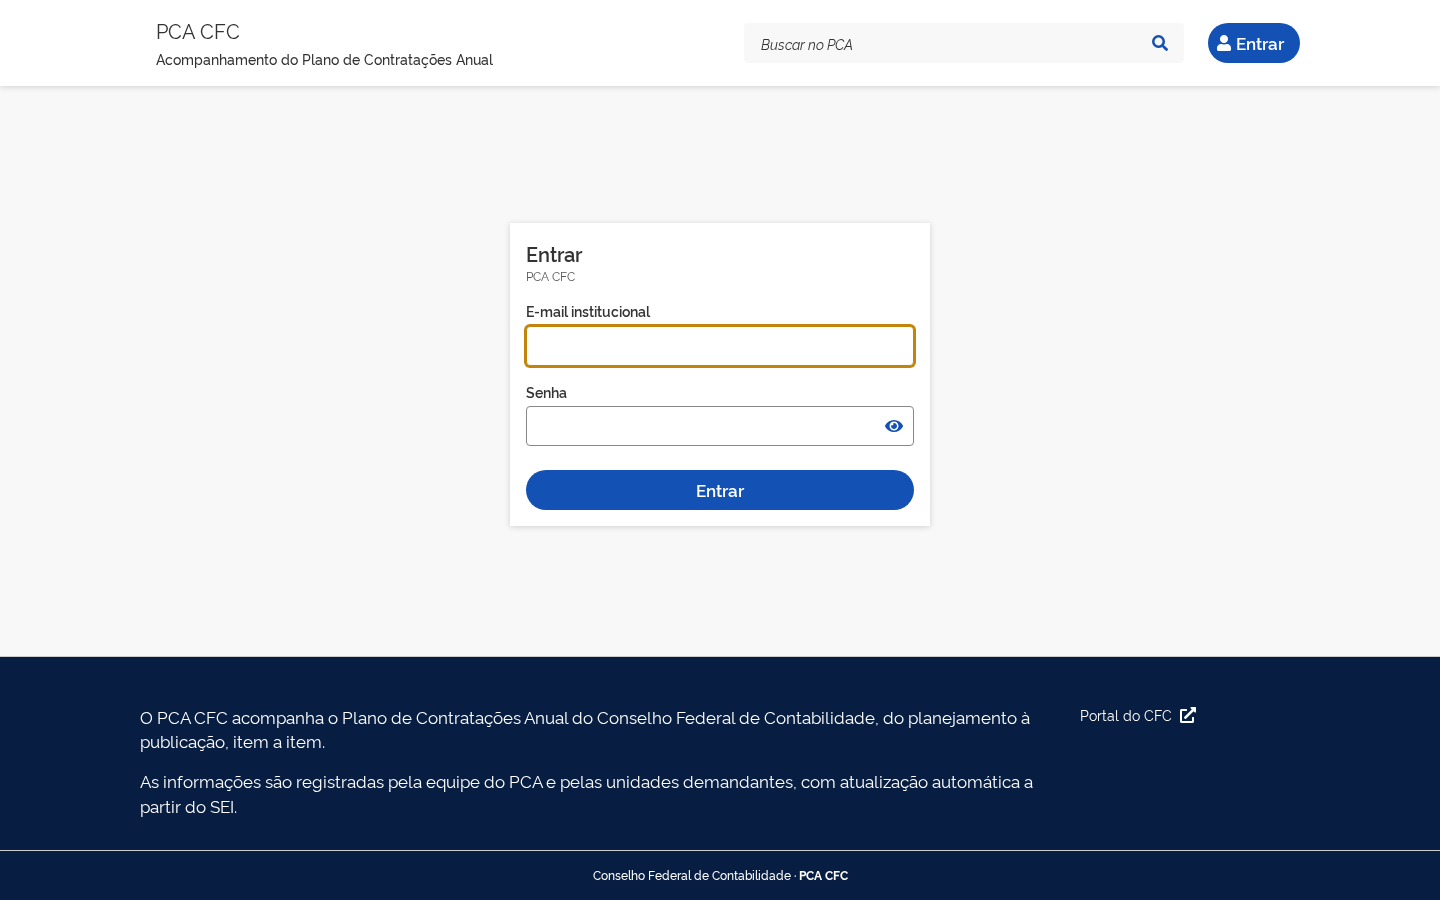 PCA CFC
Acompanhamento do Plano de Contratações Anual
Buscar no PCA
Entrar
Entrar
PCA CFC
E-mail institucional
Senha
Entrar
O PCA CFC acompanha o Plano de Contratações Anual do Conselho Federal de Contabilidade, do planejamento à
publicação, item a item.
Portal do CFC
As informações são registradas pela equipe do PCA e pelas unidades demandantes, com atualização automática a
partir do SEI.
Conselho Federal de Contabilidade · PCA CFC